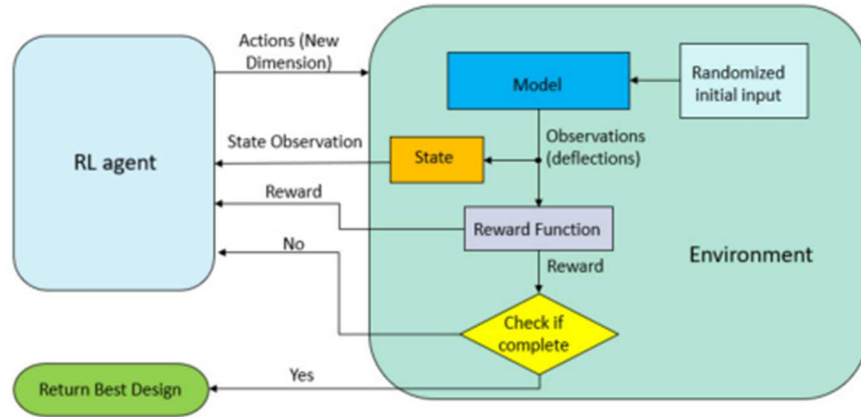 Actions (New
Dimension)
Model
Randomized
initial input
RL agent
State Observation
State
Observations
(deflections)
Reward
Reward Function
No
Reward
Environment
Check if
complete
Yes
Return Best Design